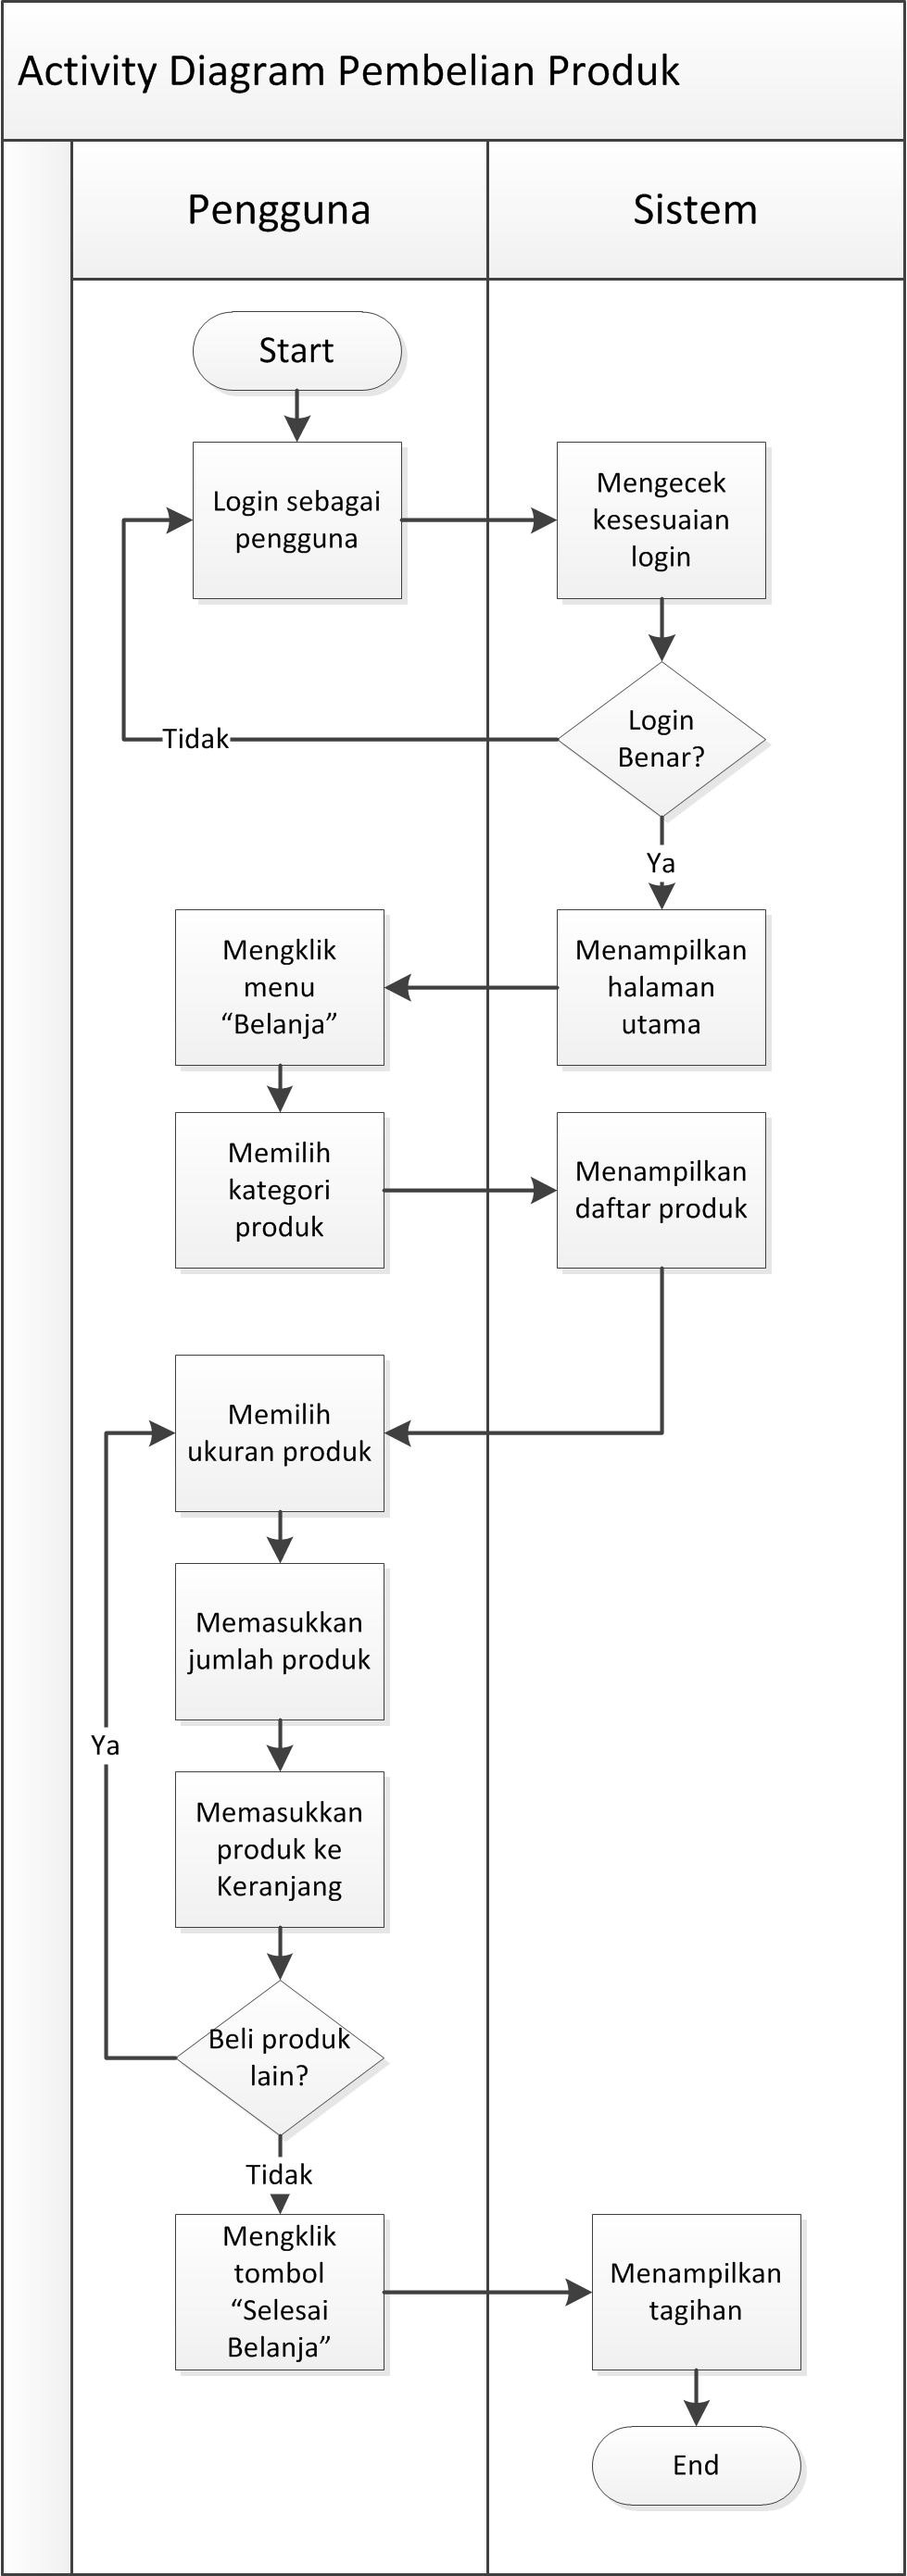 Activity Diagram Pembelian Produk
Pengguna
Sistem
Start
Login sebagai
pengguna
Mengecek
kesesuaian
login
Login
Benar?
Tidak
Ya
Menampilkan
halaman
utama
Mengklik
menu
“Belanja”
Memilih
kategori
produk
Menampilkan
daftar produk
Memilih
ukuran produk
Memasukkan
jumlah produk
Ya
Memasukkan
produk ke
Keranjang
Beli produk
lain?
Tidak
Mengklik
tombol
“Selesai
Belanja”
Menampilkan
tagihan
End